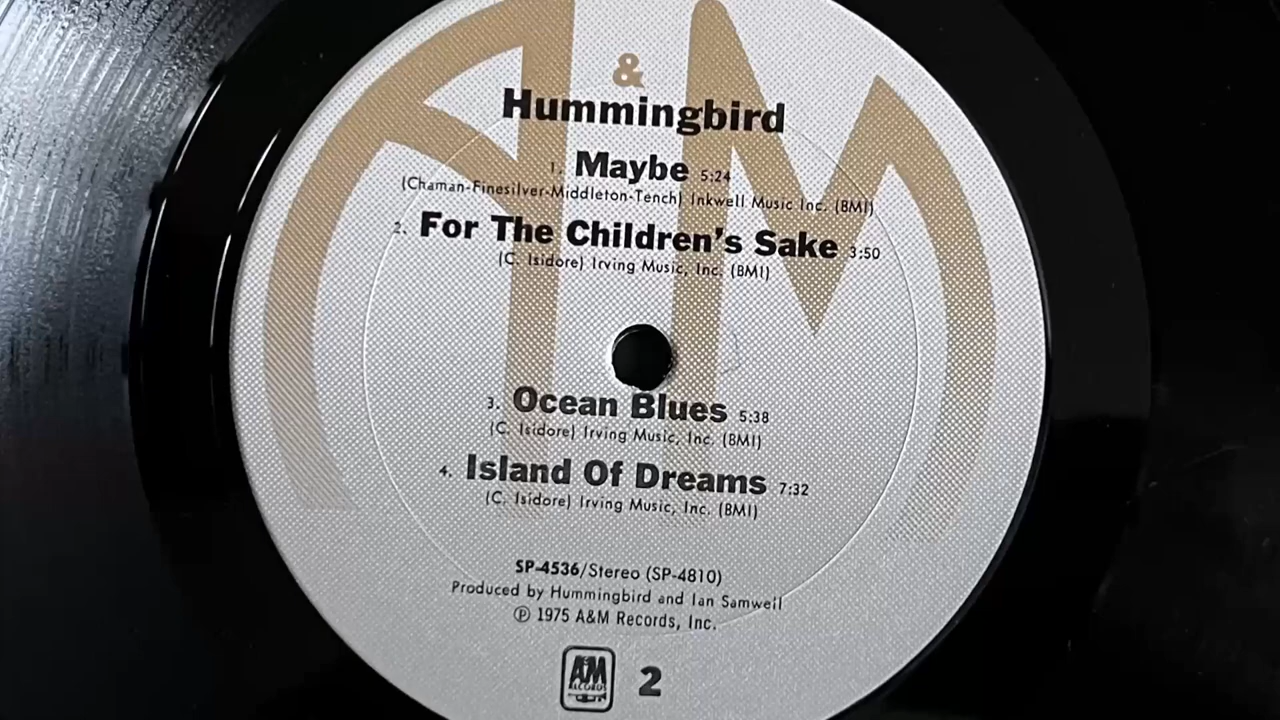 A & M
Hummingbird
1. Maybe 5:24
(Chaman-Finesilver-Middleton-Tench) Inkwell Music Inc. (BMI)
2. For The Children's Sake 3:50
(C. Isidore) Irving Music, Inc. (BMI)
3. Ocean Blues 5:38
(C. Isidore) Irving Music, Inc. (BMI)
4. Island Of Dreams 7:32
(C. Isidore) Irving Music, Inc. (BMI)
SP-4536/Stereo (SP-4810)
Produced by Hummingbird and Ian Samwell
℗ 1975 A&M Records, Inc.
AM
RECORDS
2